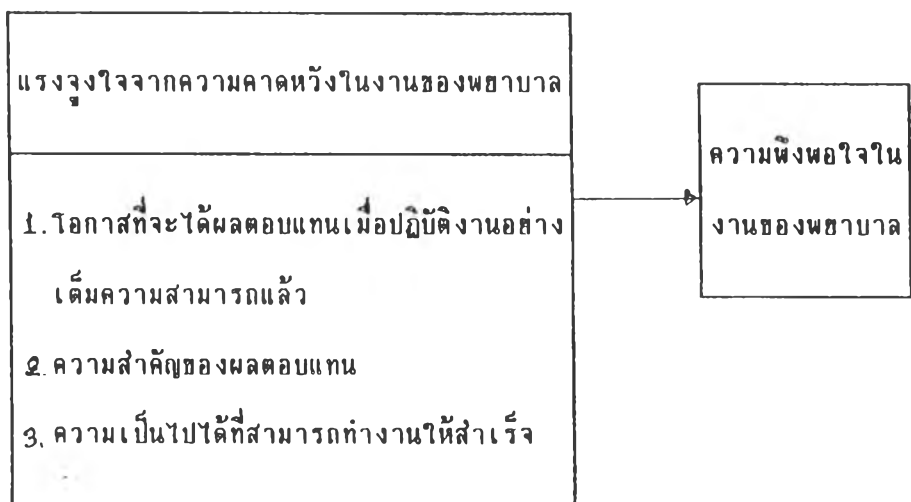 แรงจูงใจจากความคาดหวังในงานของพยาบาล
1. โอกาสที่จะได้ผลตอบแทนเมื่อปฏิบัติงานอย่าง
เต็มความสามารถแล้ว
2. ความสำคัญของผลตอบแทน
3. ความเป็นไปได้ที่สามารถทำงานให้สำเร็จ
ความพึงพอใจใน
งานของพยาบาล